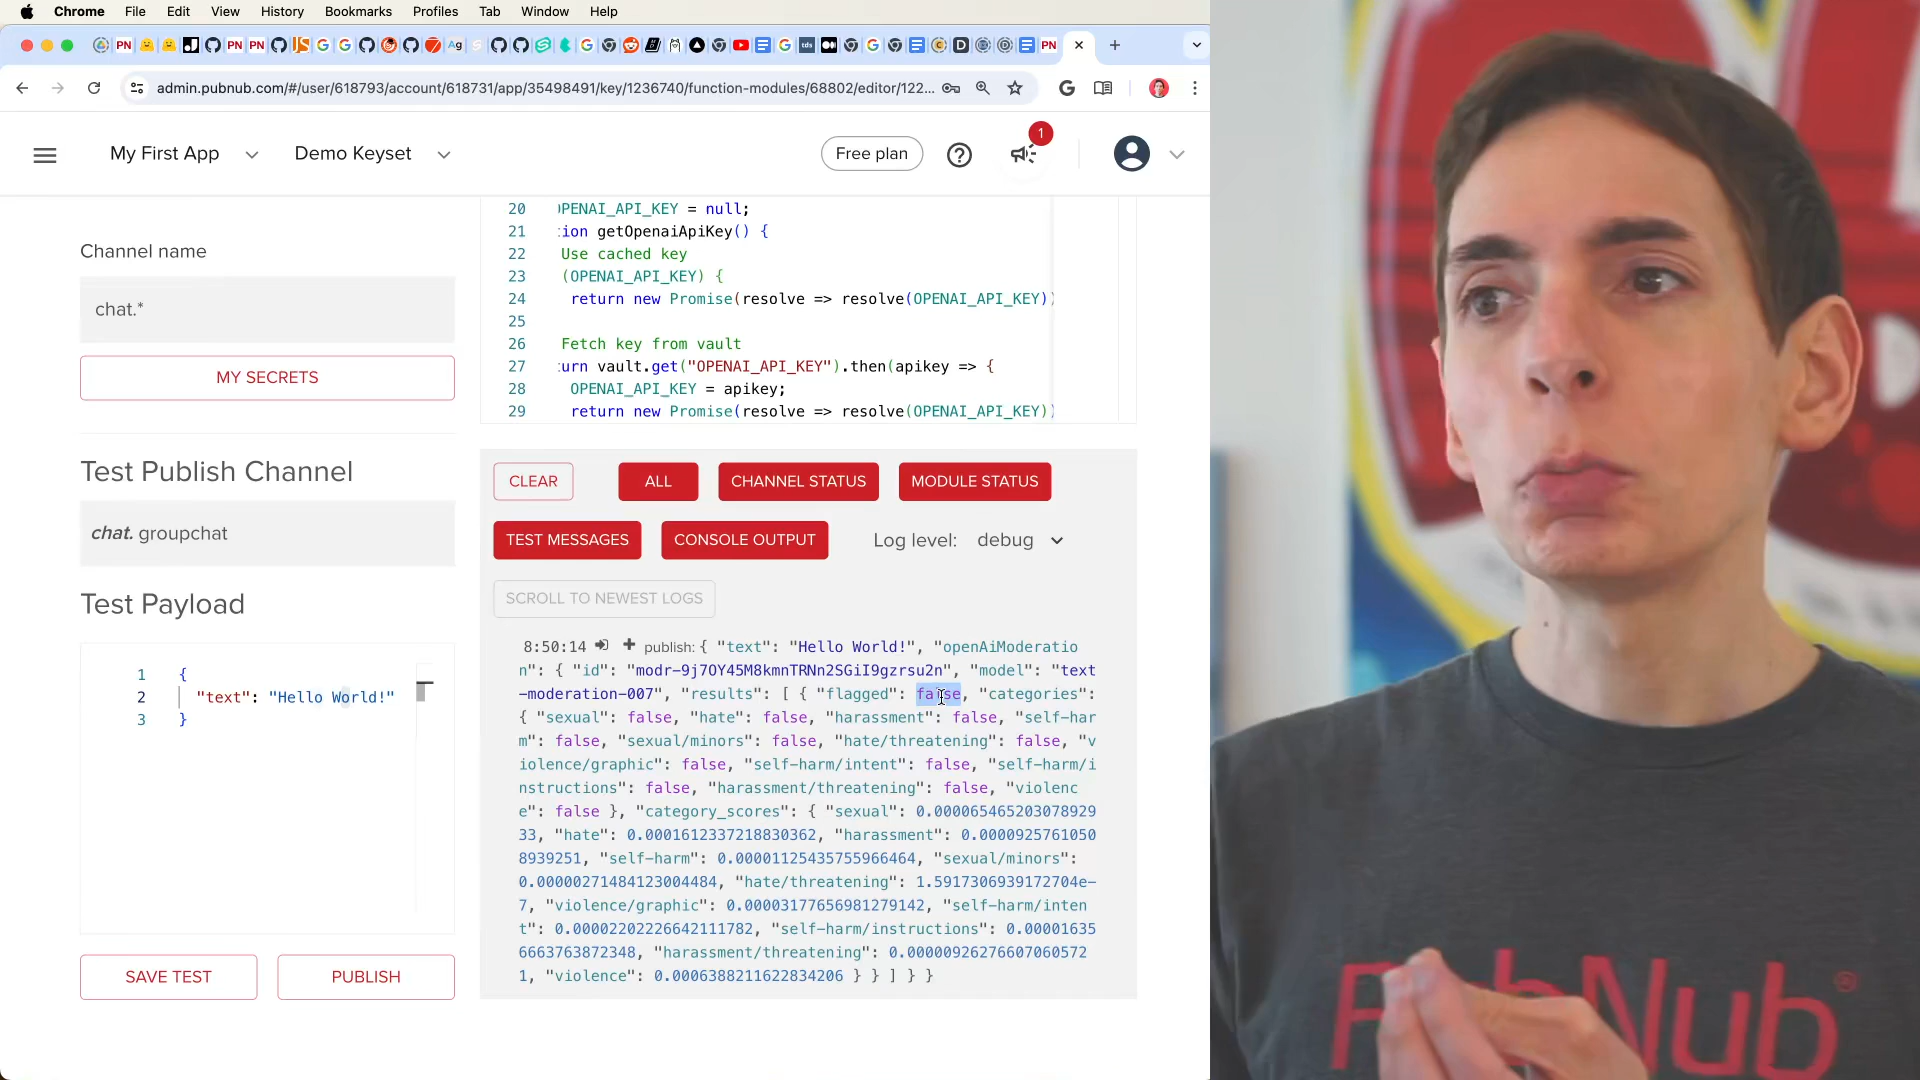 Chrome File Edit View History Bookmarks Profiles Tab Window Help
admin.pubnub.com/#/user/618793/account/618731/app/35498491/key/1236740/function-modules/68802/editor/122...
My First App Demo Keyset Free plan 1
Channel name
chat.*
MY SECRETS
Test Publish Channel
chat. groupchat
Test Payload
1 {
2 "text": "Hello World!"
3 }
SAVE TEST PUBLISH
20 OPENAI_API_KEY = null;
21 :ion getOpenaiApiKey() {
22 Use cached key
23 (OPENAI_API_KEY) {
24 return new Promise(resolve => resolve(OPENAI_API_KEY))
25
26 Fetch key from vault
27 :urn vault.get("OPENAI_API_KEY").then(apikey => {
28 OPENAI_API_KEY = apikey;
29 return new Promise(resolve => resolve(OPENAI_API_KEY))
CLEAR ALL CHANNEL STATUS MODULE STATUS
TEST MESSAGES CONSOLE OUTPUT Log level: debug
SCROLL TO NEWEST LOGS
8:50:14 publish: { "text": "Hello World!", "openAiModeratio
n": { "id": "modr-9j7OY45M8kmnTRNn2SGiI9gzrsu2n", "model": "text
-moderation-007", "results": [ { "flagged": false, "categories":
{ "sexual": false, "hate": false, "harassment": false, "self-har
m": false, "sexual/minors": false, "hate/threatening": false, "v
iolence/graphic": false, "self-harm/intent": false, "self-harm/i
nstructions": false, "harassment/threatening": false, "violenc
e": false }, "category_scores": { "sexual": 0.000065465203078929
33, "hate": 0.0001612337218830362, "harassment": 0.0000925761050
8939251, "self-harm": 0.00001125435755966464, "sexual/minors":
0.000002714841230044​84, "hate/threatening": 1.5917306939172704e-
7, "violence/graphic": 0.00003177656981279142, "self-harm/inten
t": 0.00002202226642111782, "self-harm/instructions": 0.00001635
6663763872348, "harassment/threatening": 0.000009262766070605​72
1, "violence": 0.0006388211622834206 } } ] } }
PubNub®